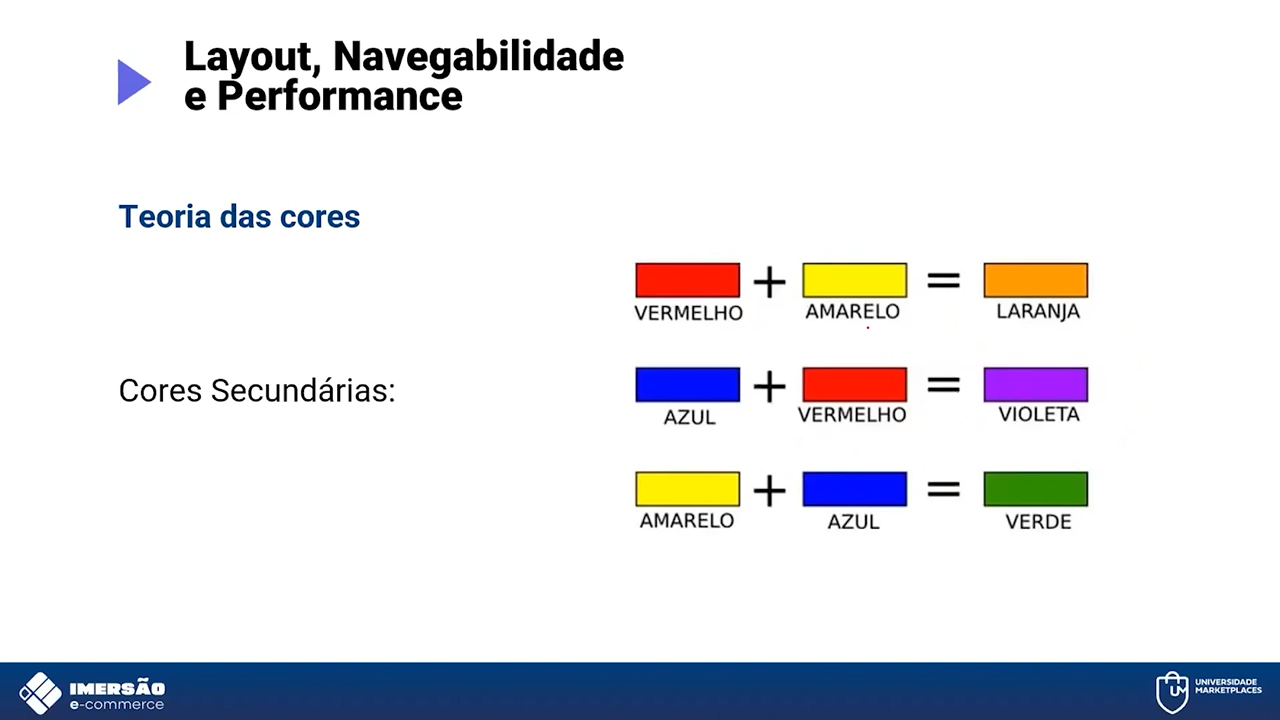 Layout, Navegabilidade
e Performance
Teoria das cores
VERMELHO + AMARELO = LARANJA
Cores Secundárias:
AZUL + VERMELHO = VIOLETA
AMARELO + AZUL = VERDE
IMERSÃO
e-commerce
UM
UNIVERSIDADE
MARKETPLACES